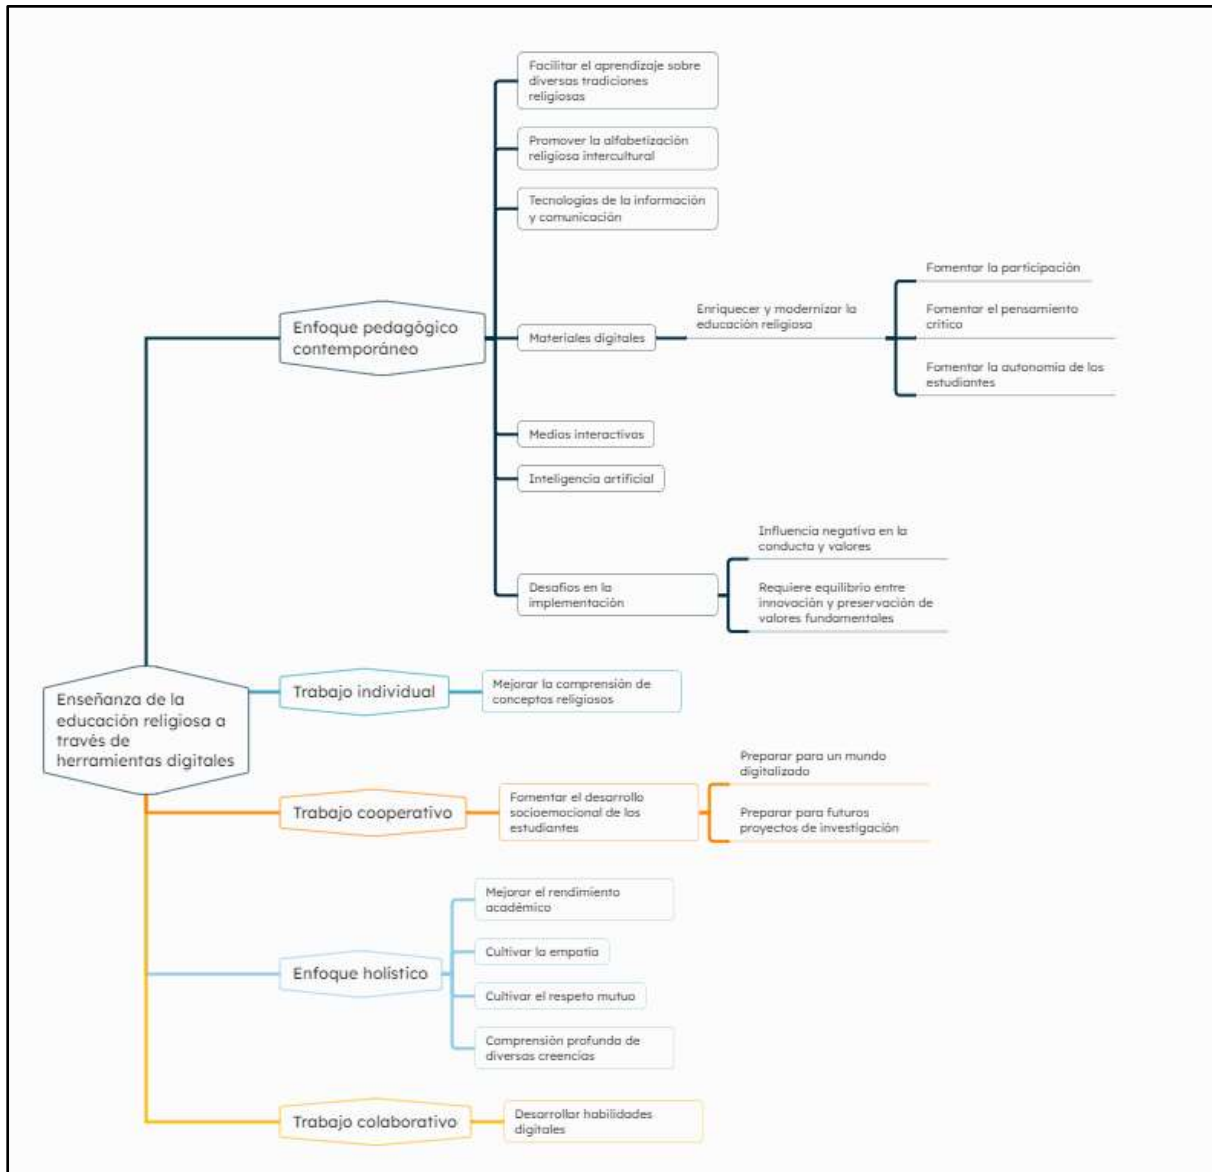 Facilitar el aprendizaje sobre
diversas tradiciones
religiosas
Promover la alfabetización
religiosa intercultural
Tecnologías de la información
y comunicación
Enfoque pedagógico
contemporáneo
Materiales digitales
Enriquecer y modernizar la
educación religiosa
Fomentar la participación
Fomentar el pensamiento
crítico
Fomentar la autonomía de los
estudiantes
Medios interactivos
Inteligencia artificial
Desafíos en la
implementación
Influencia negativa en la
conducta y valores
Requiere equilibrio entre
innovación y preservación de
valores fundamentales
Enseñanza de la
educación religiosa a
través de
herramientas digitales
Trabajo individual
Mejorar la comprensión de
conceptos religiosos
Trabajo cooperativo
Fomentar el desarrollo
socioemocional de los
estudiantes
Preparar para un mundo
digitalizado
Preparar para futuros
proyectos de investigación
Enfoque holístico
Mejorar el rendimiento
académico
Cultivar la empatía
Cultivar el respeto mutuo
Comprensión profunda de
diversas creencias
Trabajo colaborativo
Desarrollar habilidades
digitales